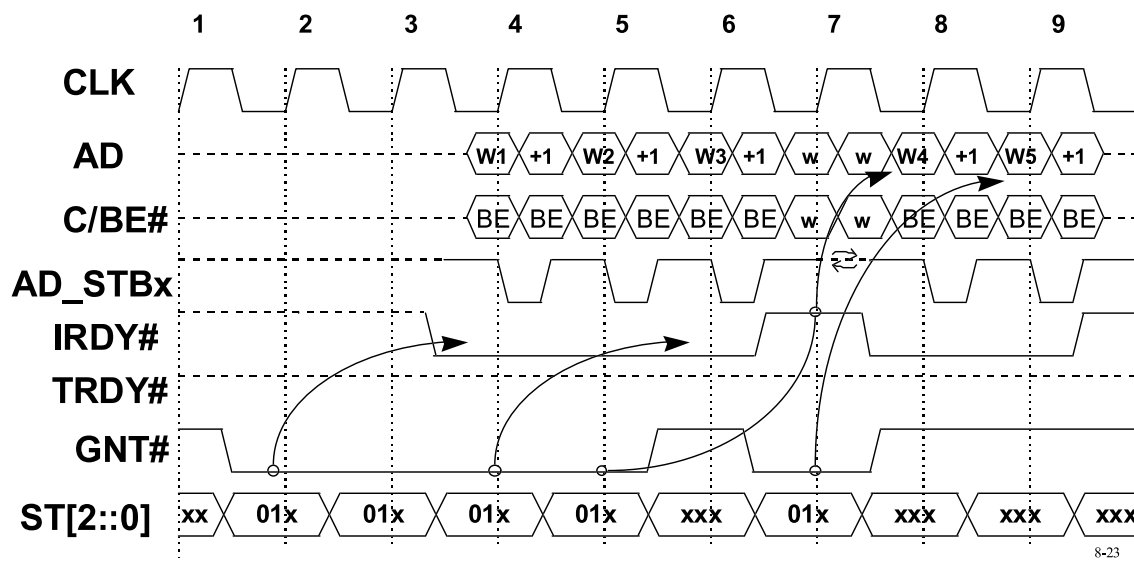 1 2 3 4 5 6 7 8 9
CLK
AD W1 +1 W2 +1 W3 +1 w w W4 +1 W5 +1
C/BE# BE BE BE BE BE BE w w BE BE BE BE
AD_STBx
IRDY#
TRDY#
GNT#
ST[2::0] xx 01x 01x 01x 01x xxx 01x xxx xxx xxx
8-23